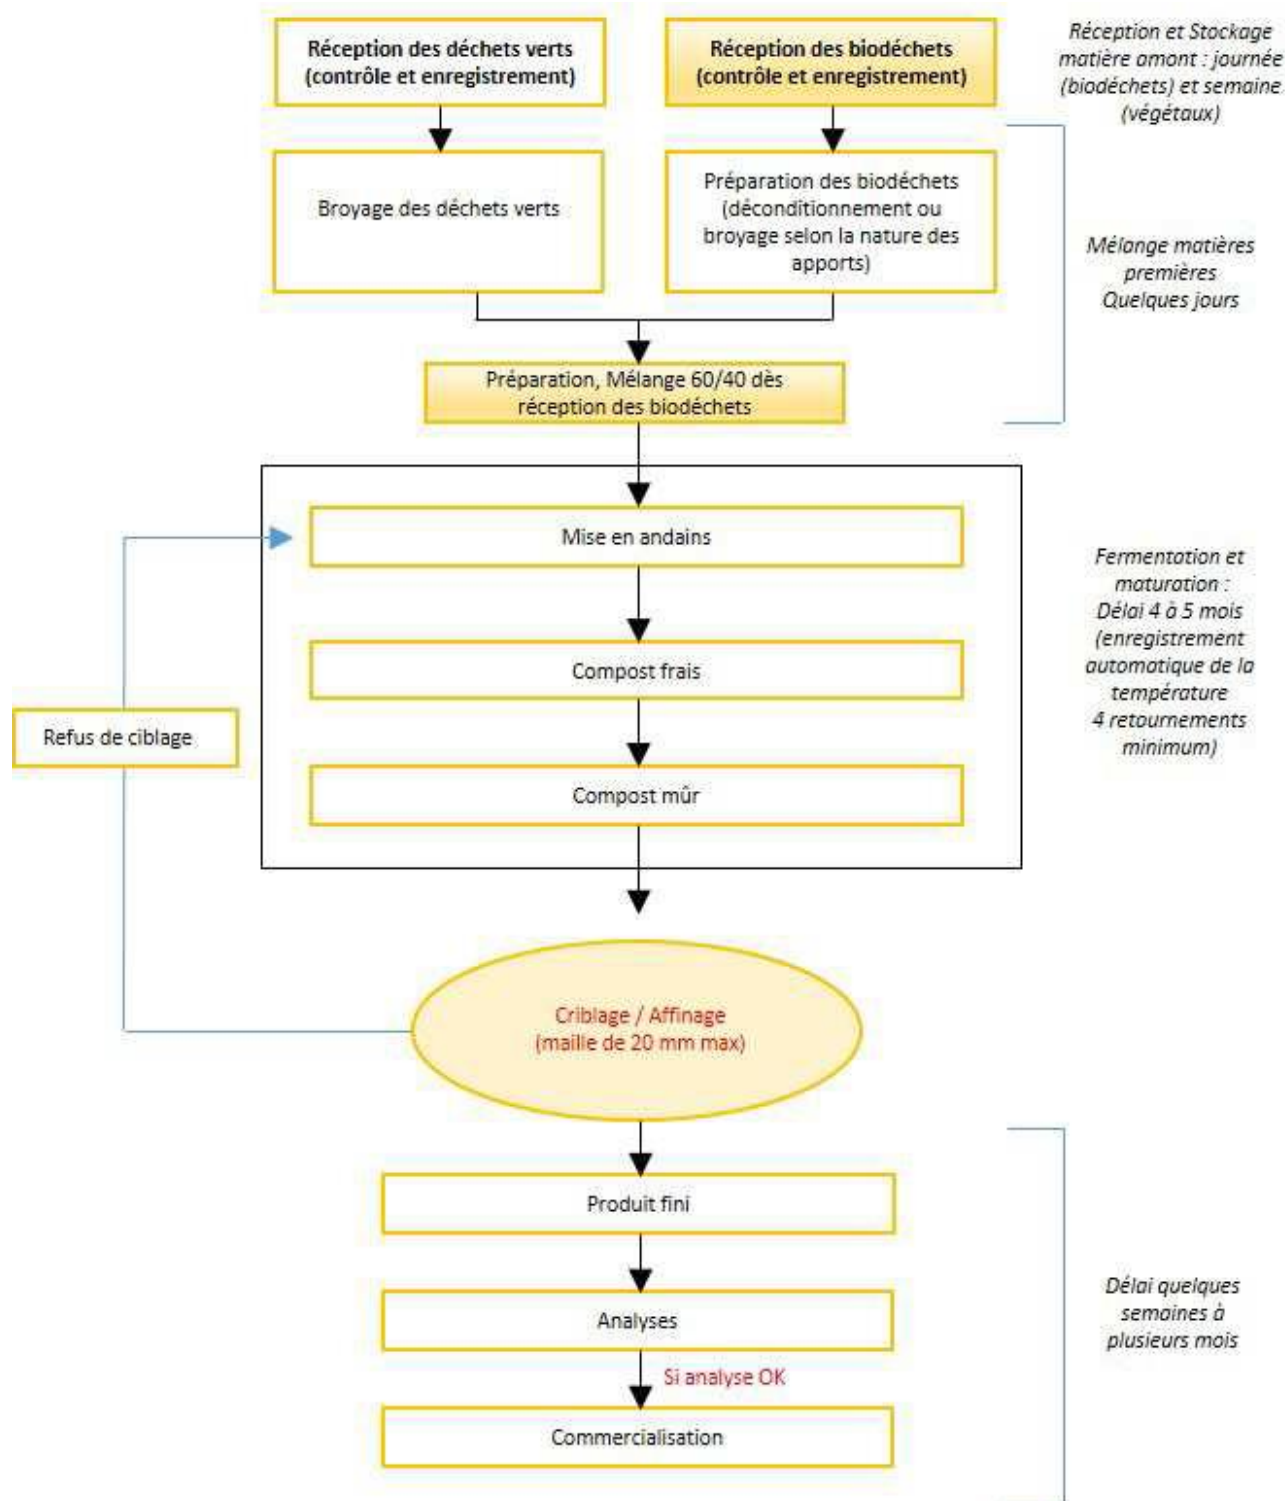 Réception des déchets verts
(contrôle et enregistrement)
Réception des biodéchets
(contrôle et enregistrement)
Réception et Stockage
matière amont : journée
(biodéchets) et semaine
(végétaux)
Broyage des déchets verts
Préparation des biodéchets
(déconditionnement ou
broyage selon la nature des
apports)
Mélange matières
premières
Quelques jours
Préparation, Mélange 60/40 dès
réception des biodéchets
Mise en andains
Compost frais
Compost mûr
Fermentation et
maturation :
Délai 4 à 5 mois
(enregistrement
automatique de la
température
4 retournements
minimum)
Refus de ciblage
Criblage / Affinage
(maille de 20 mm max)
Produit fini
Analyses
Si analyse OK
Commercialisation
Délai quelques
semaines à
plusieurs mois